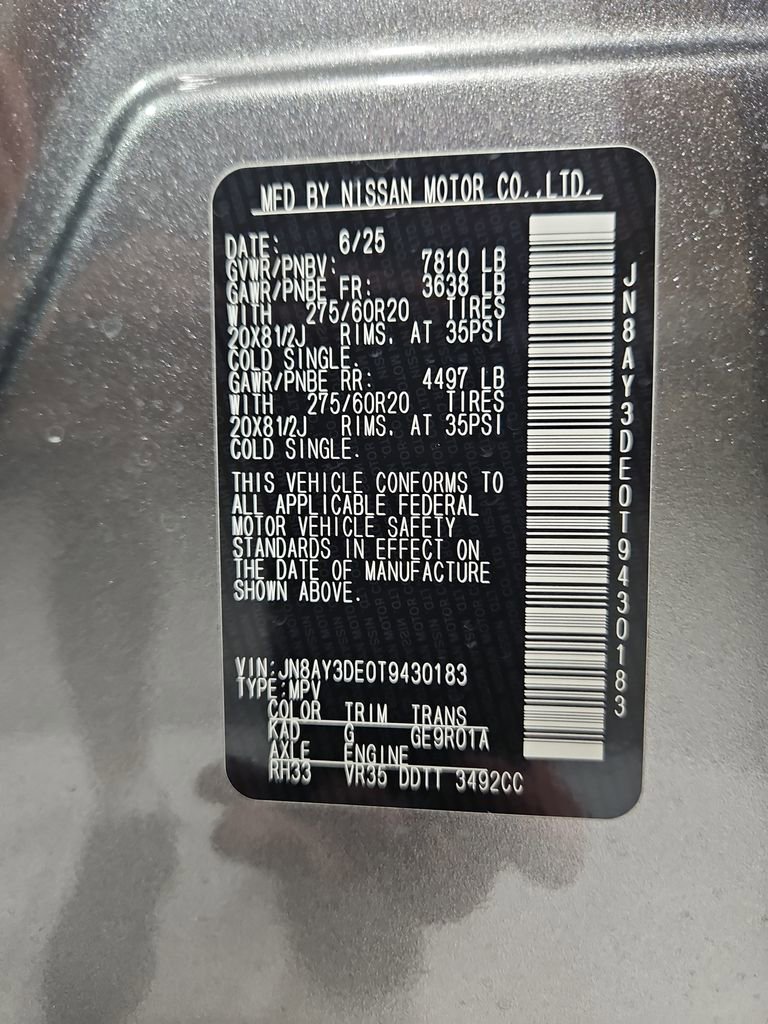 MFD BY NISSAN MOTOR CO.,LTD.
DATE: 6/25
GVWR/PNBV: 7810 LB
GAWR/PNBE FR: 3638 LB
WITH 275/60R20 TIRES
20X81/2J RIMS. AT 35PSI
COLD SINGLE.
GAWR/PNBE RR: 4497 LB
WITH 275/60R20 TIRES
20X81/2J RIMS. AT 35PSI
COLD SINGLE.
THIS VEHICLE CONFORMS TO
ALL APPLICABLE FEDERAL
MOTOR VEHICLE SAFETY
STANDARDS IN EFFECT ON
THE DATE OF MANUFACTURE
SHOWN ABOVE.
VIN:JN8AY3DE0T9430183
TYPE:MPV
COLOR TRIM TRANS
KAD G GE9R01A
AXLE ENGINE
RH33 VR35 DDTT 3492CC
JN8AY3DE0T9430183